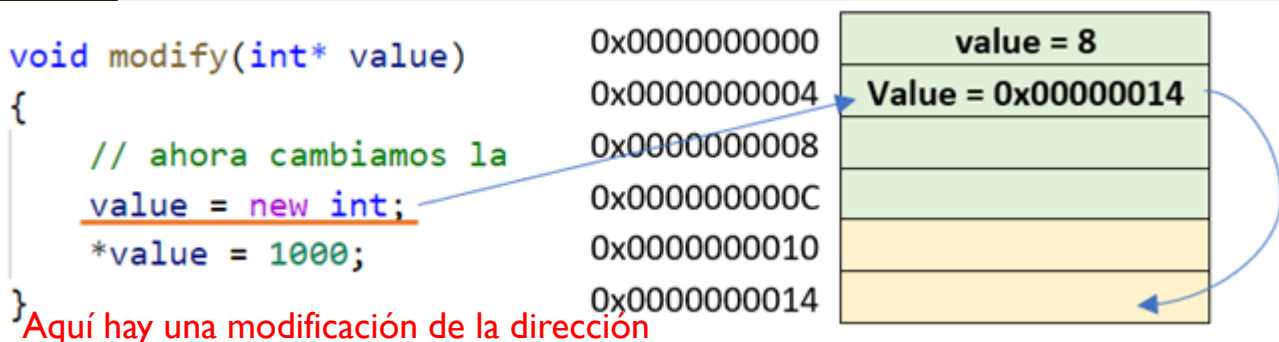 void modify(int* value)
{
// ahora cambiamos la
value = new int;
*value = 1000;
}
Aquí hay una modificación de la dirección
0x0000000000
value = 8
0x0000000004
Value = 0x00000014
0x0000000008
0x000000000C
0x0000000010
0x0000000014